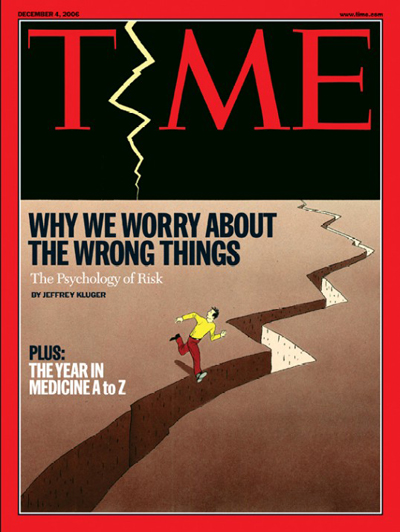 DECEMBER 4, 2006 www.time.com
TIME
WHY WE WORRY ABOUT
THE WRONG THINGS
The Psychology of Risk
BY JEFFREY KLUGER
PLUS:
THE YEAR IN
MEDICINE A to Z